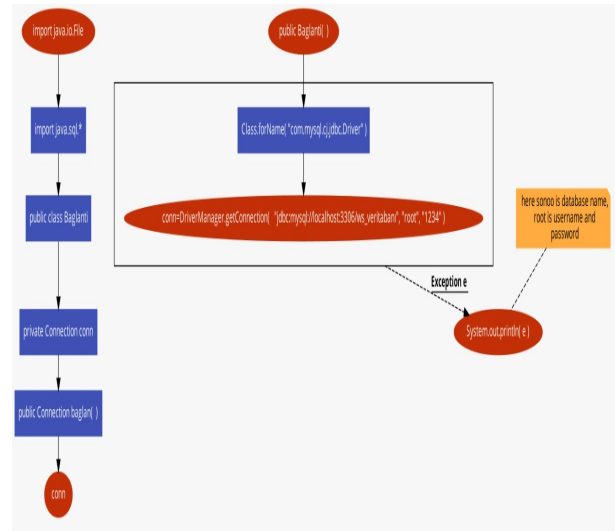 import java.io.File
import java.sql.*
public class Baglanti
private Connection conn
public Connection baglan( )
conn
public Baglanti( )
Class.forName( "com.mysql.cj.jdbc.Driver" )
conn=DriverManager.getConnection( "jdbc:mysql://localhost:3306/ws_veritabani", "root", "1234" )
Exception e
System.out.println( e )
here sonoo is database name,
root is username and
password